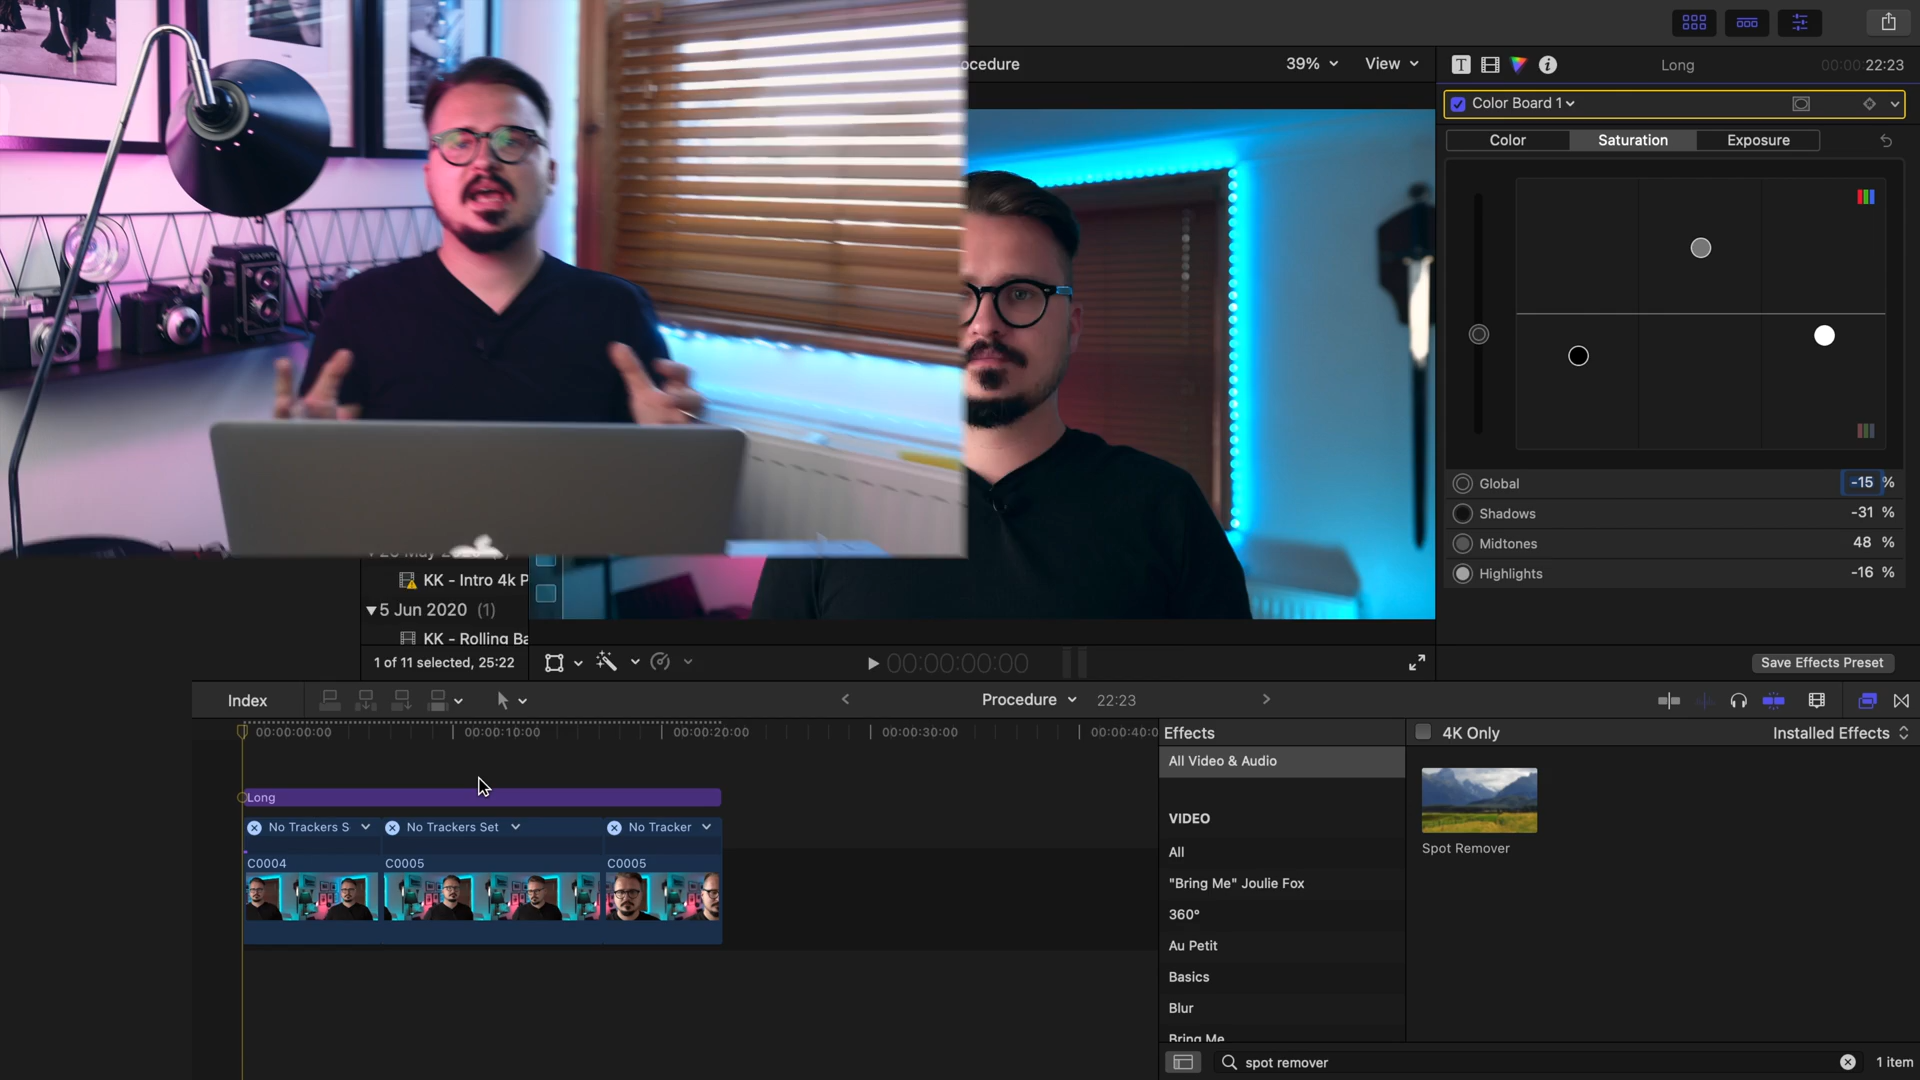 ocedure
39%
View
Long
00:00:22:23
Color Board 1
Color
Saturation
Exposure
Global
-15 %
Shadows
-31 %
Midtones
48 %
Highlights
-16 %
KK - Intro 4k P
5 Jun 2020 (1)
KK - Rolling Ba
1 of 11 selected, 25:22
00:00:00:00
Save Effects Preset
Index
Procedure
22:23
00:00:00:00
00:00:10:00
00:00:20:00
00:00:30:00
00:00:40:0
Effects
4K Only
Installed Effects
All Video & Audio
Long
VIDEO
No Trackers S
No Trackers Set
No Tracker
Spot Remover
All
C0004
C0005
C0005
"Bring Me" Joulie Fox
360°
Au Petit
Basics
Blur
Bring Me
spot remover
1 item